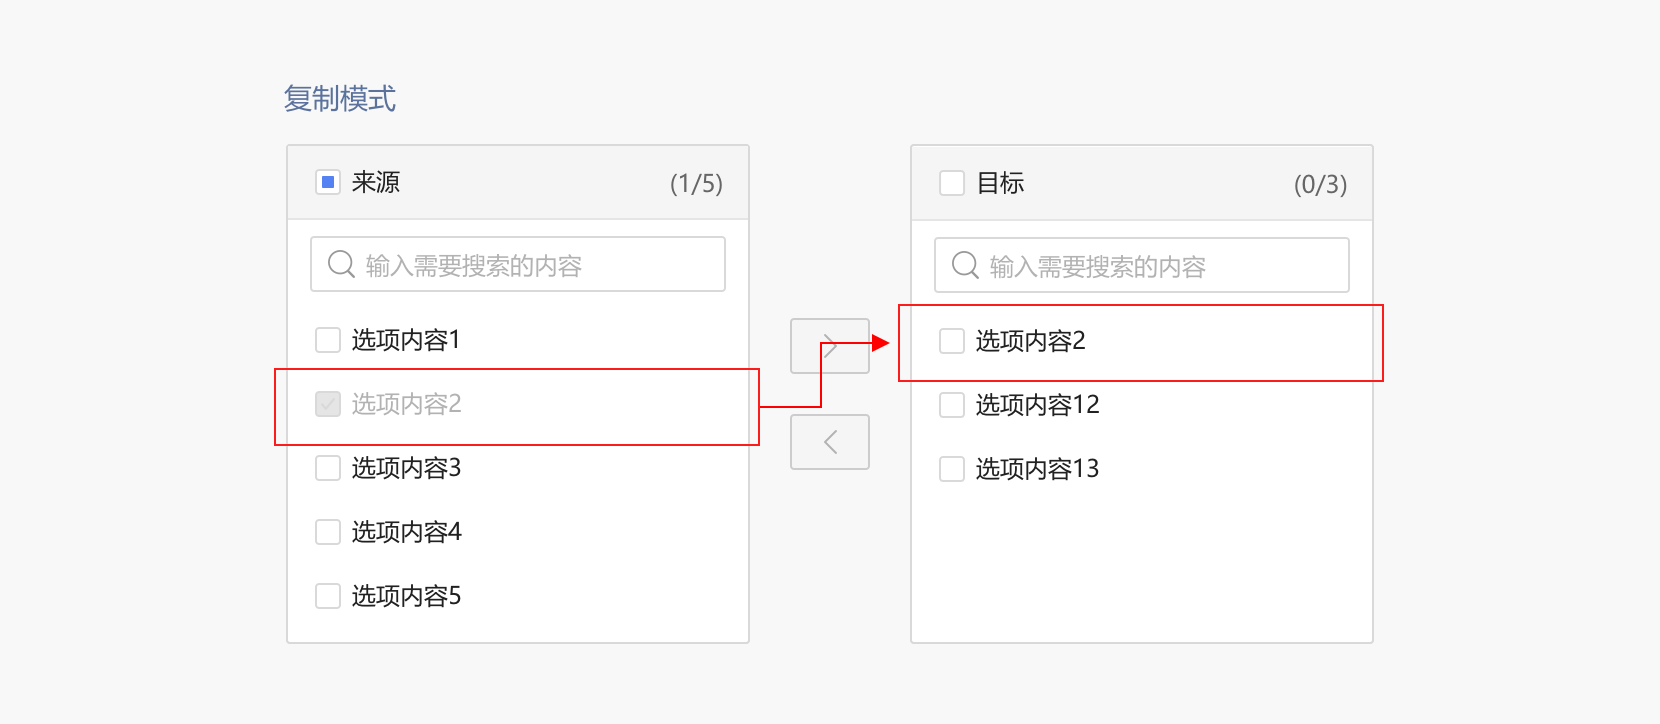 复制模式
来源 (1/5)
输入需要搜索的内容
选项内容1
选项内容2
选项内容3
选项内容4
选项内容5
目标 (0/3)
输入需要搜索的内容
选项内容2
选项内容12
选项内容13